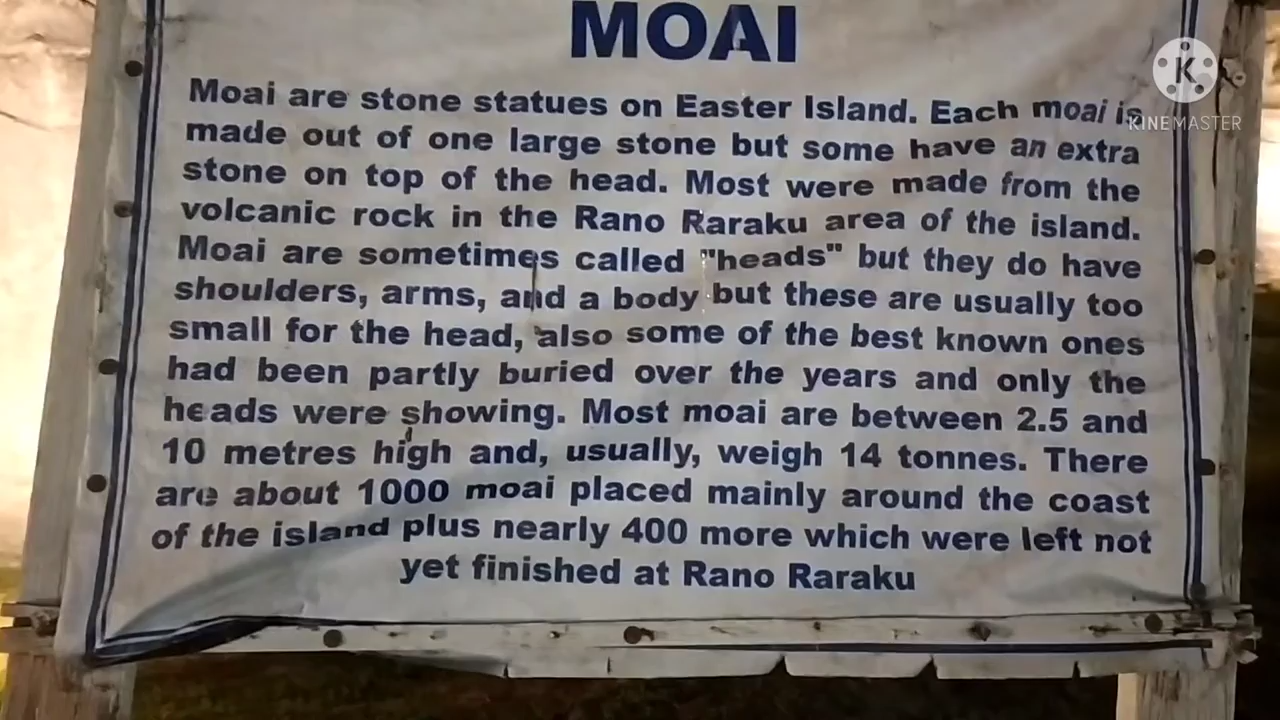 MOAI
Moai are stone statues on Easter Island. Each moai is
made out of one large stone but some have an extra
stone on top of the head. Most were made from the
volcanic rock in the Rano Raraku area of the island.
Moai are sometimes called "heads" but they do have
shoulders, arms, and a body but these are usually too
small for the head, also some of the best known ones
had been partly buried over the years and only the
heads were showing. Most moai are between 2.5 and
10 metres high and, usually, weigh 14 tonnes. There
are about 1000 moai placed mainly around the coast
of the island plus nearly 400 more which were left not
yet finished at Rano Raraku
K
KINEMASTER